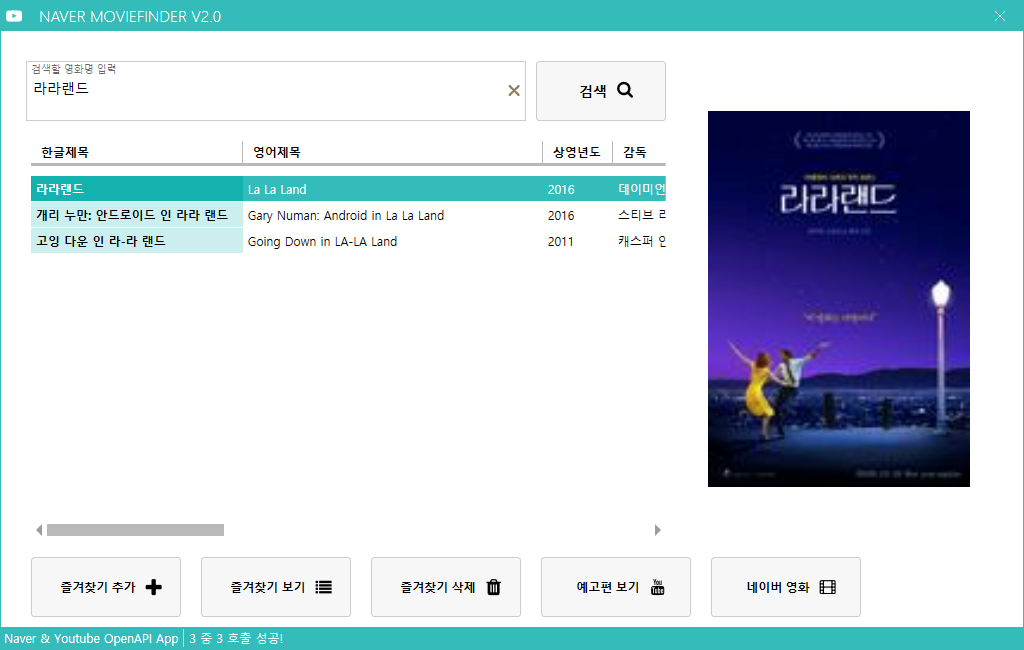 NAVER MOVIEFINDER V2.0
검색할 영화명 입력
라라랜드
검색
한글제목 영어제목 상영년도 감독
라라랜드 La La Land 2016 데이미언
개리 누만: 안드로이드 인 라라 랜드 Gary Numan: Android in La La Land 2016 스티브
고잉 다운 인 라-라 랜드 Going Down in LA-LA Land 2011 캐스퍼
라라랜드
즐겨찾기 추가 즐겨찾기 보기 즐겨찾기 삭제 예고편 보기 You Tube 네이버 영화
Naver & Youtube OpenAPI App 3 중 3 호출 성공!